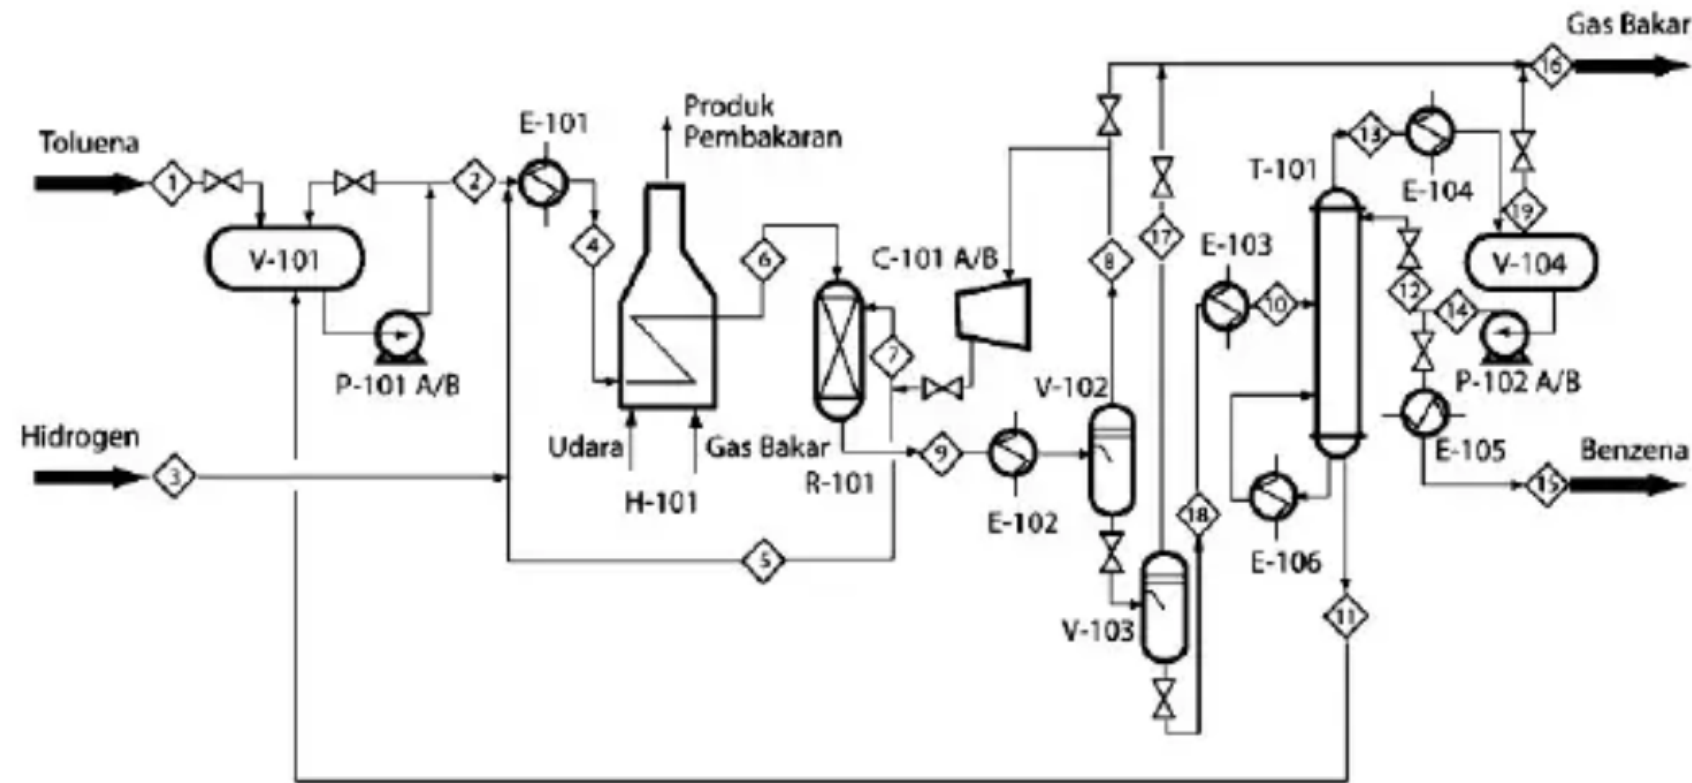 Gas Bakar
16
Produk
Pembakaran
E-101
13
E-104
T-101
Toluena
1
2
19
V-101
4
6
C-101 A/B
8
17
E-103
V-104
10
12
14
P-101 A/B
7
V-102
P-102 A/B
Hidrogen
3
Udara
Gas Bakar
R-101
9
E-105
Benzena
15
H-101
E-102
18
E-106
5
V-103
11